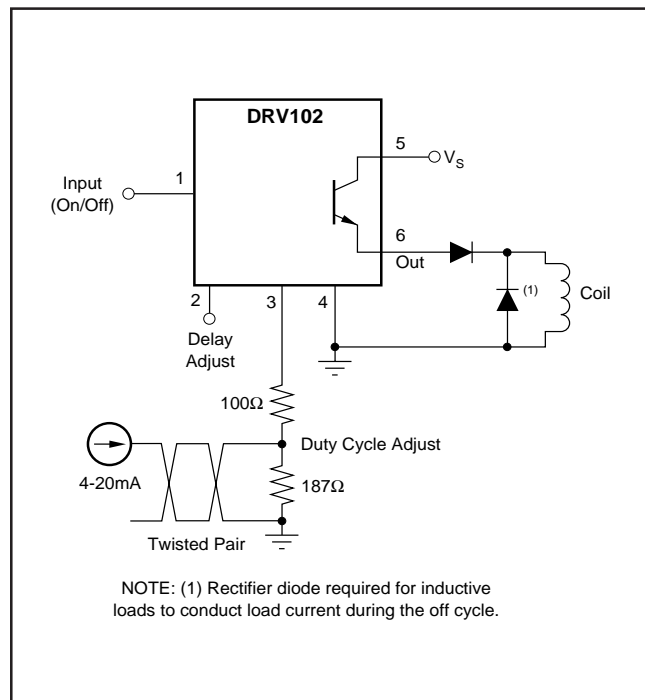 DRV102
5
V_S
Input
(On/Off)
1
6
Out
2
3
4
(1)
Coil
Delay
Adjust
100Ω
Duty Cycle Adjust
4-20mA
187Ω
Twisted Pair
NOTE: (1) Rectifier diode required for inductive
loads to conduct load current during the off cycle.